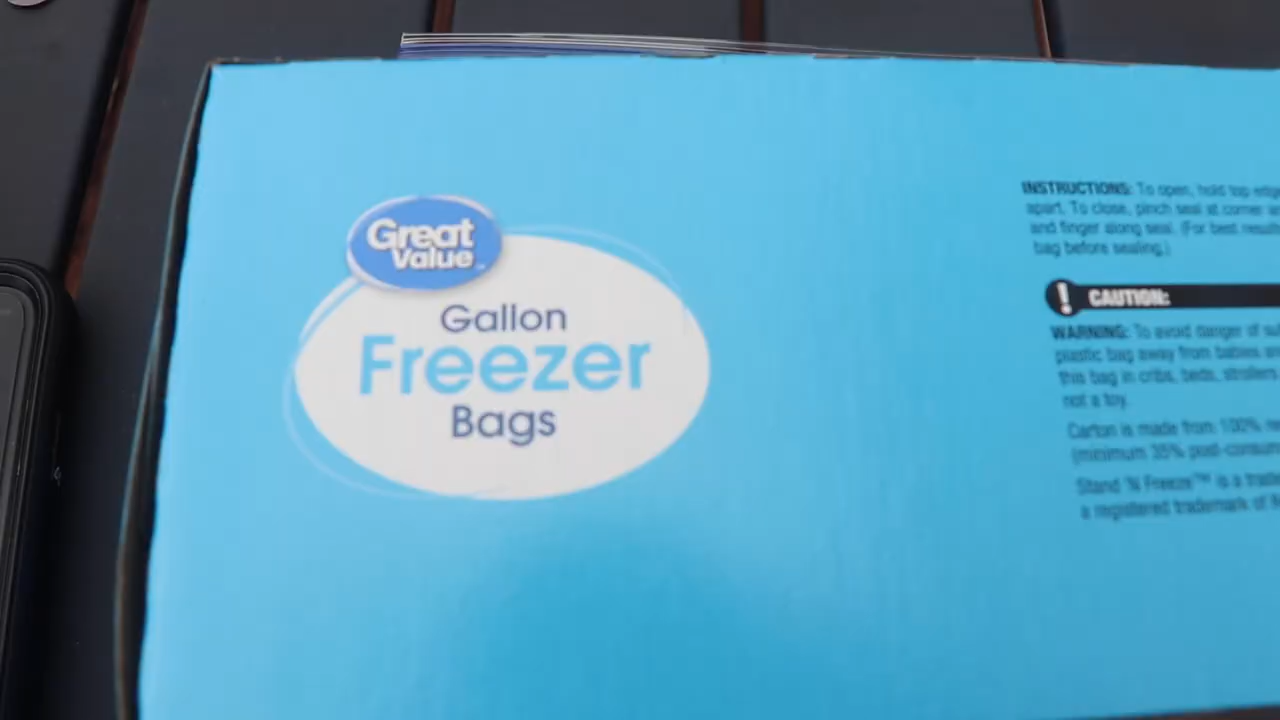 Great
Value
Gallon
Freezer
Bags
INSTRUCTIONS: To open, hold top edge
apart. To close, pinch seal at corner
and finger along seal. (For best
bag before sealing.)
! CAUTION:
WARNING: To avoid danger of
plastic bag away from babies
this bag in cribs, beds, strollers,
not a toy.
Carton is made from 100%
(minimum 35% post-consum
Stand 'N Freeze™ is a
a registered trademark of